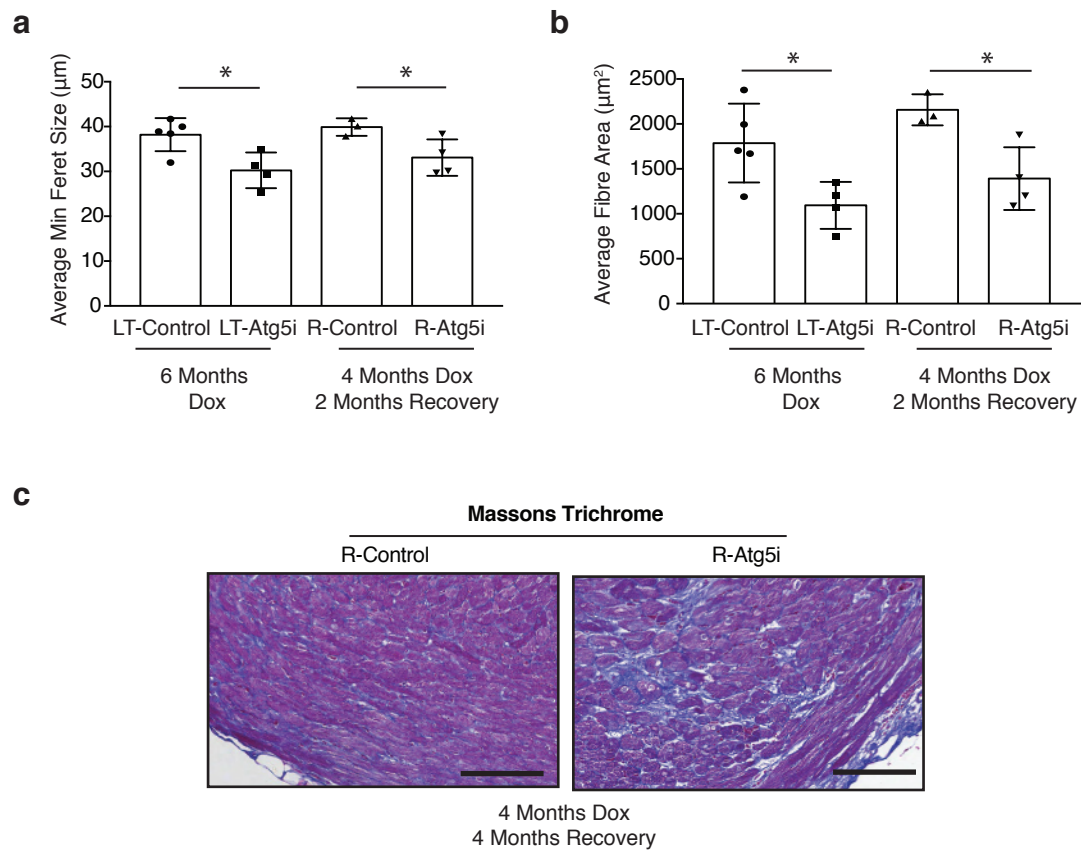 a
Average Min Feret Size (µm)
50
40
30
20
10
0
*
*
LT-Control LT-Atg5i R-Control R-Atg5i
6 Months
Dox
4 Months Dox
2 Months Recovery
b
Average Fibre Area (µm²)
2500
2000
1500
1000
500
0
*
*
LT-Control LT-Atg5i R-Control R-Atg5i
6 Months
Dox
4 Months Dox
2 Months Recovery
c
Massons Trichrome
R-Control R-Atg5i
4 Months Dox
4 Months Recovery